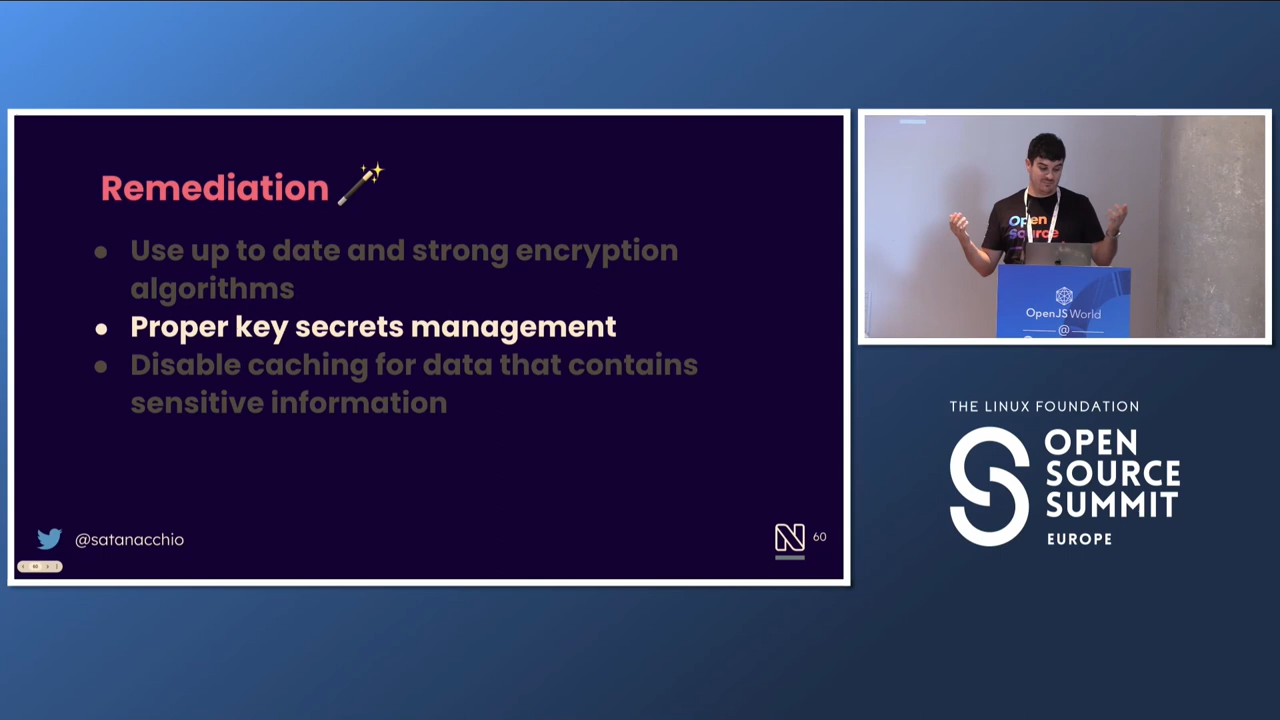 Remediation
Use up to date and strong encryption
algorithms
Proper key secrets management
Disable caching for data that contains
sensitive information
@satanacchio
N
60
Open
Source
OpenJS World
@
THE LINUX FOUNDATION
OPEN
SOURCE
SUMMIT
EUROPE